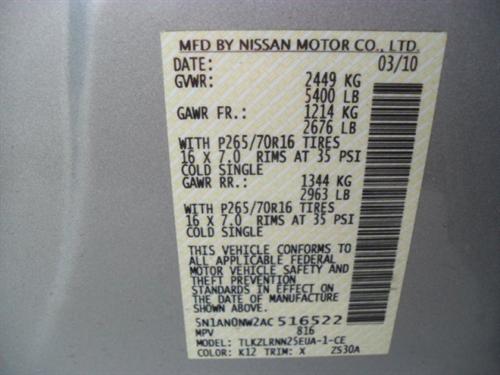 MFD BY NISSAN MOTOR CO., LTD.
DATE: 03/10
GVWR: 2449 KG
5400 LB
GAWR FR.: 1214 KG
2676 LB
WITH P265/70R16 TIRES
16 X 7.0 RIMS AT 35 PSI
COLD SINGLE
GAWR RR.: 1344 KG
2963 LB
WITH P265/70R16 TIRES
16 X 7.0 RIMS AT 35 PSI
COLD SINGLE
THIS VEHICLE CONFORMS TO
ALL APPLICABLE FEDERAL
MOTOR VEHICLE SAFETY AND
THEFT PREVENTION
STANDARDS IN EFFECT ON
THE DATE OF MANUFACTURE
SHOWN ABOVE.
5N1AN0NW2AC 516522
MPV 816
MODEL: TLKZLRNN25EUA-1-CE
COLOR: K12 TRIM: X ZS30A